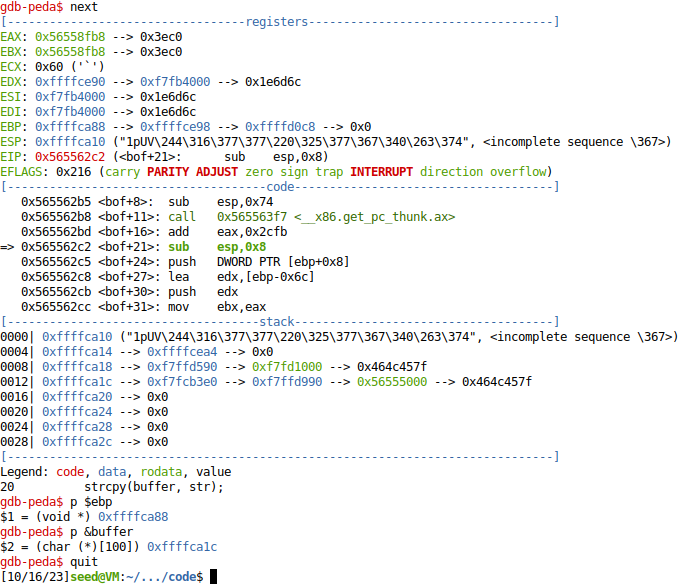 gdb-peda$ next
[----------------------------------registers-----------------------------------]
EAX: 0x56558fb8 --> 0x3ec0
EBX: 0x56558fb8 --> 0x3ec0
ECX: 0x60 ('`')
EDX: 0xffffce90 --> 0xf7fb4000 --> 0x1e6d6c
ESI: 0xf7fb4000 --> 0x1e6d6c
EDI: 0xf7fb4000 --> 0x1e6d6c
EBP: 0xffffca88 --> 0xffffce98 --> 0xffffd0c8 --> 0x0
ESP: 0xffffca10 ("1pUV\244\316\377\377\220\325\377\367\340\263\374", <incomplete sequence \367>)
EIP: 0x565562c2 (<bof+21>:      sub    esp,0x8)
EFLAGS: 0x216 (carry PARITY ADJUST zero sign trap INTERRUPT direction overflow)
[-------------------------------------code-------------------------------------]
   0x565562b5 <bof+8>:  sub    esp,0x74
   0x565562b8 <bof+11>: call   0x565563f7 <__x86.get_pc_thunk.ax>
   0x565562bd <bof+16>: add    eax,0x2cfb
=> 0x565562c2 <bof+21>: sub    esp,0x8
   0x565562c5 <bof+24>: push   DWORD PTR [ebp+0x8]
   0x565562c8 <bof+27>: lea    edx,[ebp-0x6c]
   0x565562cb <bof+30>: push   edx
   0x565562cc <bof+31>: mov    ebx,eax
[------------------------------------stack-------------------------------------]
0000| 0xffffca10 ("1pUV\244\316\377\377\220\325\377\367\340\263\374", <incomplete sequence \367>)
0004| 0xffffca14 --> 0xffffcea4 --> 0x0
0008| 0xffffca18 --> 0xf7ffd590 --> 0xf7fd1000 --> 0x464c457f
0012| 0xffffca1c --> 0xf7fcb3e0 --> 0xf7ffd990 --> 0x56555000 --> 0x464c457f
0016| 0xffffca20 --> 0x0
0020| 0xffffca24 --> 0x0
0024| 0xffffca28 --> 0x0
0028| 0xffffca2c --> 0x0
[------------------------------------------------------------------------------]
Legend: code, data, rodata, value
20          strcpy(buffer, str);
gdb-peda$ p $ebp
$1 = (void *) 0xffffca88
gdb-peda$ p &buffer
$2 = (char (*)[100]) 0xffffca1c
gdb-peda$ quit
[10/16/23]seed@VM:~/.../code$